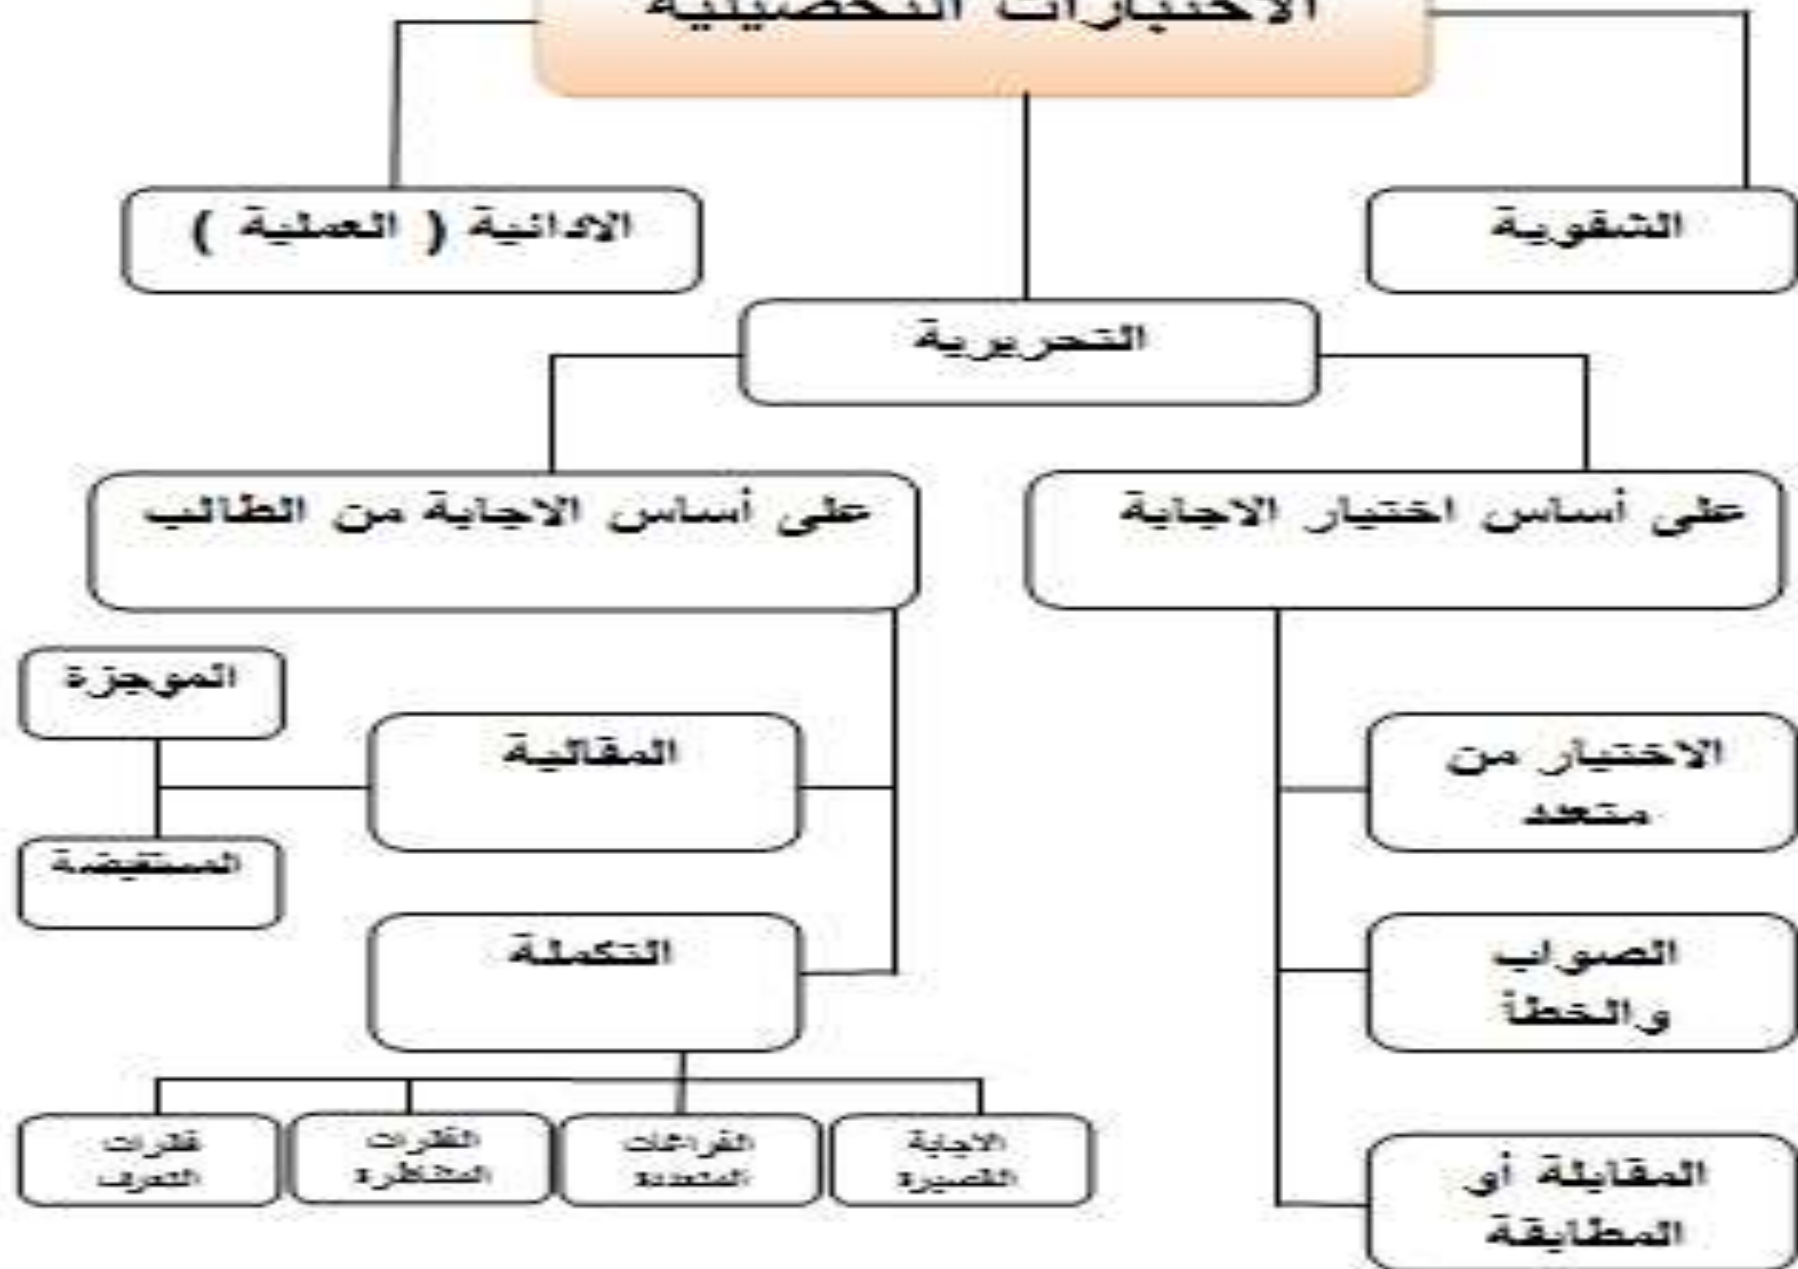 الاختبارات التحصيلية
الشفوية
الادائية ( العملية )
التحريرية
على أساس اختيار الاجابة
على أساس الاجابة من الطالب
الاختيار من
متعدد
الصواب
والخطأ
المقابلة أو
المطابقة
المقالية
الموجزة
المستفيضة
التكملة
الاجابة
القصيرة
الفراغات
المتعددة
الفقرات
المتناظرة
فقرات
التعرف